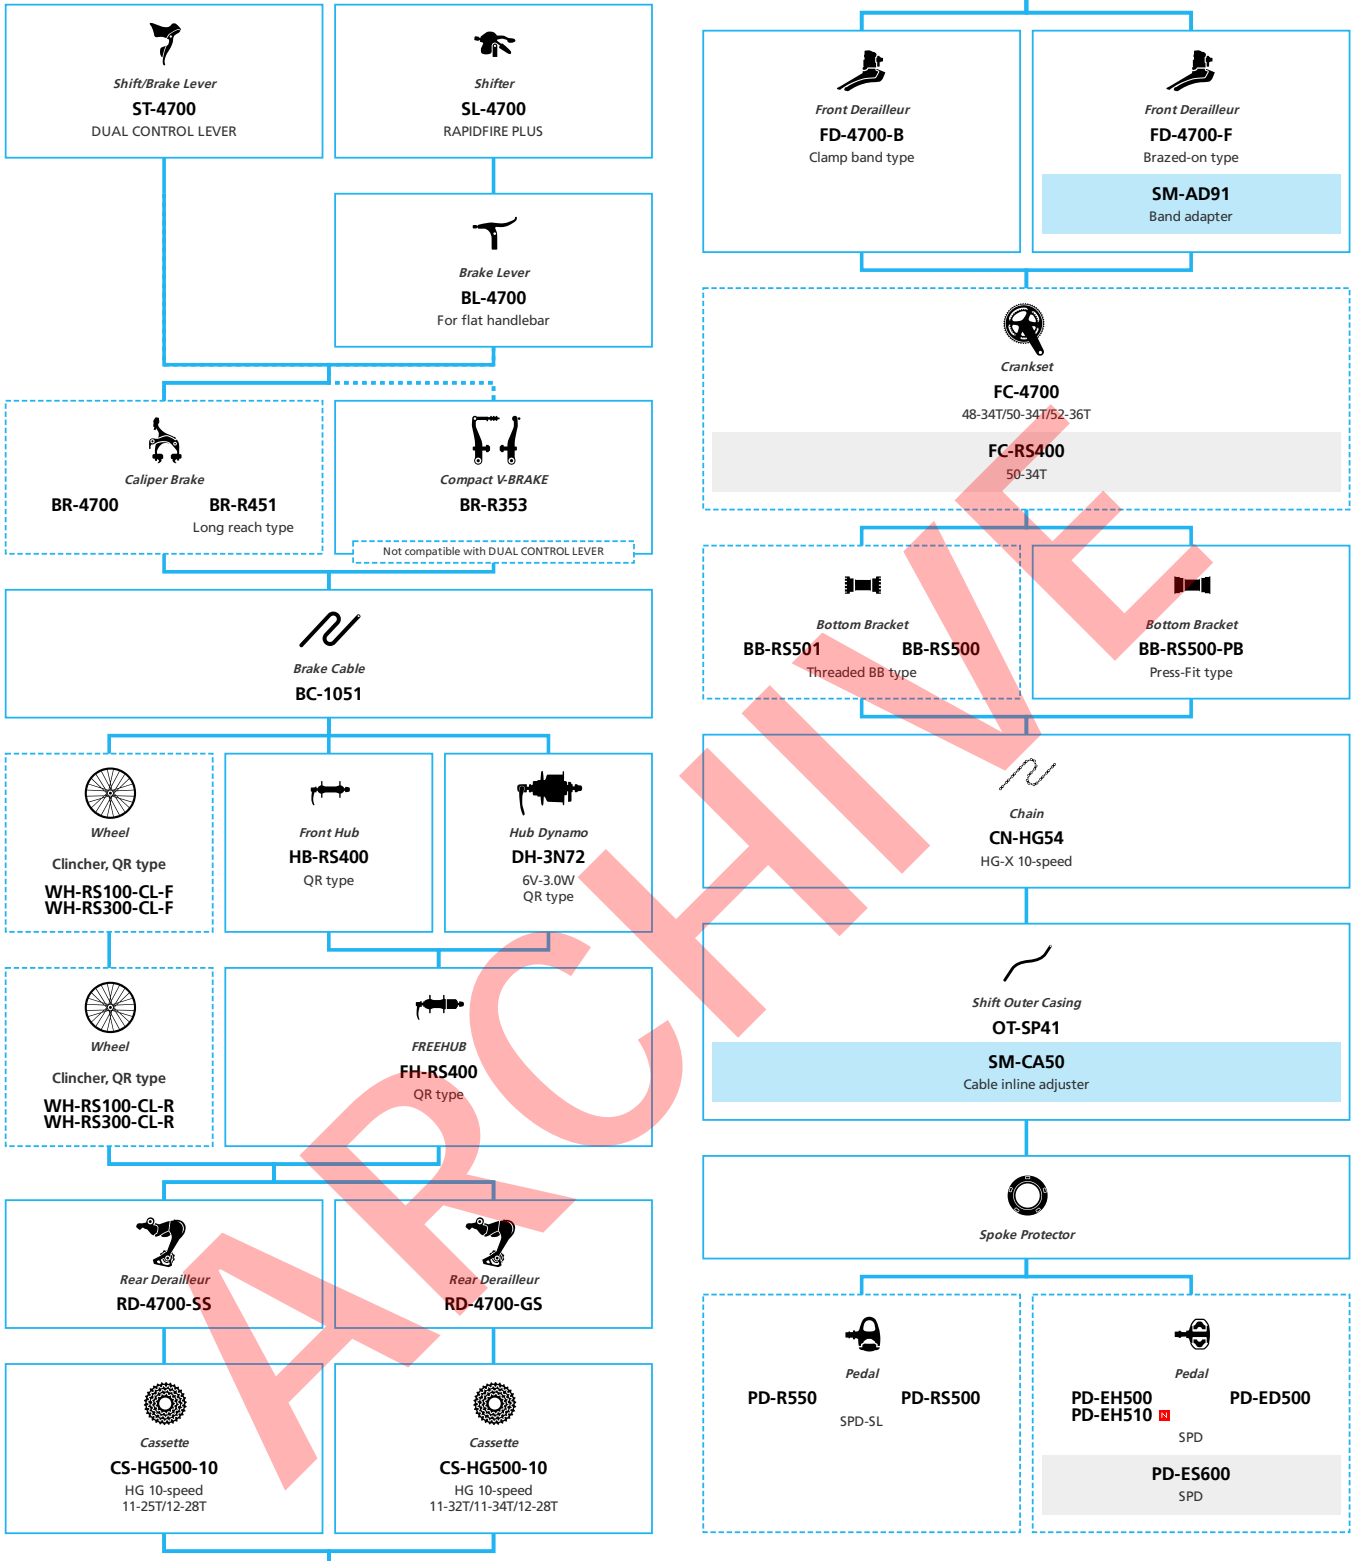 Shift/Brake Lever
ST-4700
DUAL CONTROL LEVER
Shifter
SL-4700
RAPIDFIRE PLUS
Brake Lever
BL-4700
For flat handlebar
Caliper Brake
BR-4700 BR-R451
Long reach type
Compact V-BRAKE
BR-R353
Not compatible with DUAL CONTROL LEVER
Brake Cable
BC-1051
Wheel
Clincher, QR type
WH-RS100-CL-F
WH-RS300-CL-F
Front Hub
HB-RS400
QR type
Hub Dynamo
DH-3N72
6V-3.0W
QR type
Wheel
Clincher, QR type
WH-RS100-CL-R
WH-RS300-CL-R
FREEHUB
FH-RS400
QR type
Rear Derailleur
RD-4700-SS
Rear Derailleur
RD-4700-GS
Cassette
CS-HG500-10
HG 10-speed
11-25T/12-28T
Cassette
CS-HG500-10
HG 10-speed
11-32T/11-34T/12-28T
Front Derailleur
FD-4700-B
Clamp band type
Front Derailleur
FD-4700-F
Brazed-on type
SM-AD91
Band adapter
Crankset
FC-4700
48-34T/50-34T/52-36T
FC-RS400
50-34T
Bottom Bracket
BB-RS501 BB-RS500
Threaded BB type
Bottom Bracket
BB-RS500-PB
Press-Fit type
Chain
CN-HG54
HG-X 10-speed
Shift Outer Casing
OT-SP41
SM-CA50
Cable inline adjuster
Spoke Protector
Pedal
PD-R550 PD-RS500
SPD-SL
Pedal
PD-EH500 PD-ED500
PD-EH510 N
SPD
PD-ES600
SPD
ARCHIVE